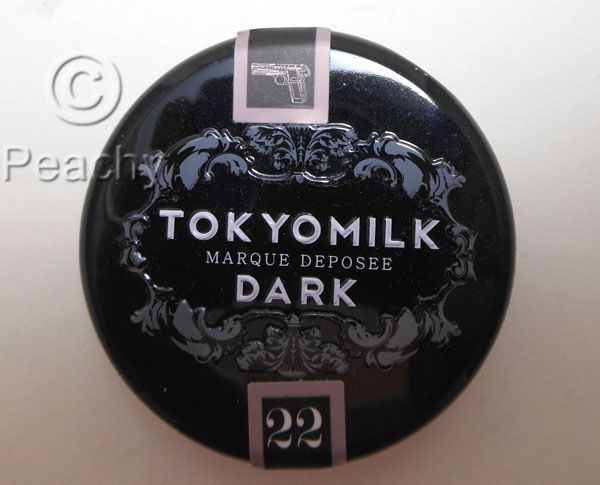 © Peachy
TOKYOMILK
MARQUE DEPOSEE
DARK
22